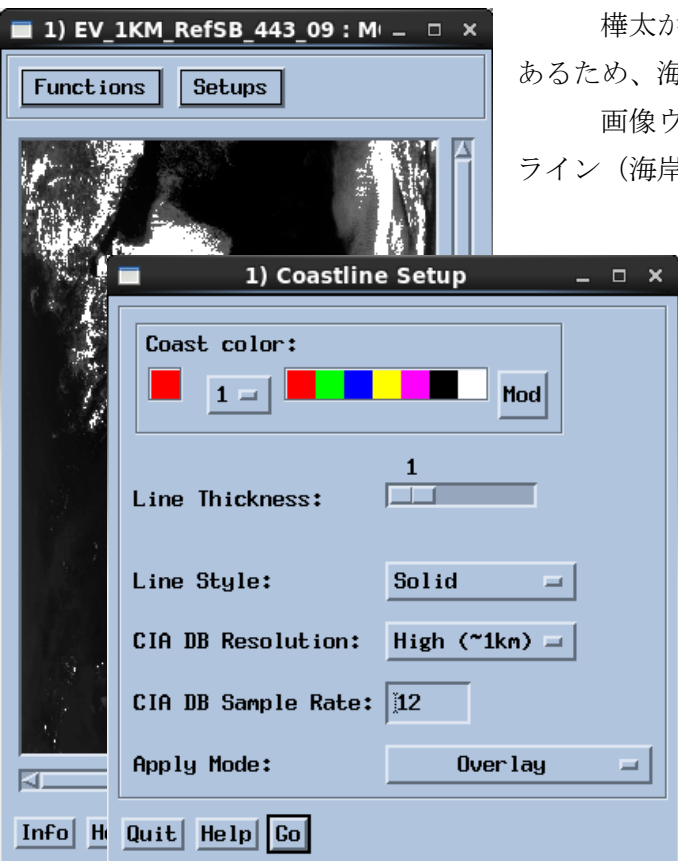 1) EV_1KM_RefSB_443_09 : M
樺太が
あるため、海
画像ウ
ライン（海岸
Functions Setups
1) Coastline Setup
Coast color:
1 Mod
1
Line Thickness:
Line Style: Solid
CIA DB Resolution: High (~1km)
CIA DB Sample Rate: 12
Apply Mode: Overlay
Info H Quit Help Go